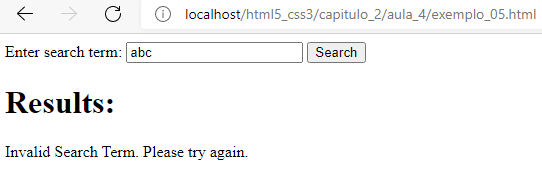 localhost/html5_css3/capitulo_2/aula_4/exemplo_05.html
Enter search term: abc Search
Results:
Invalid Search Term. Please try again.